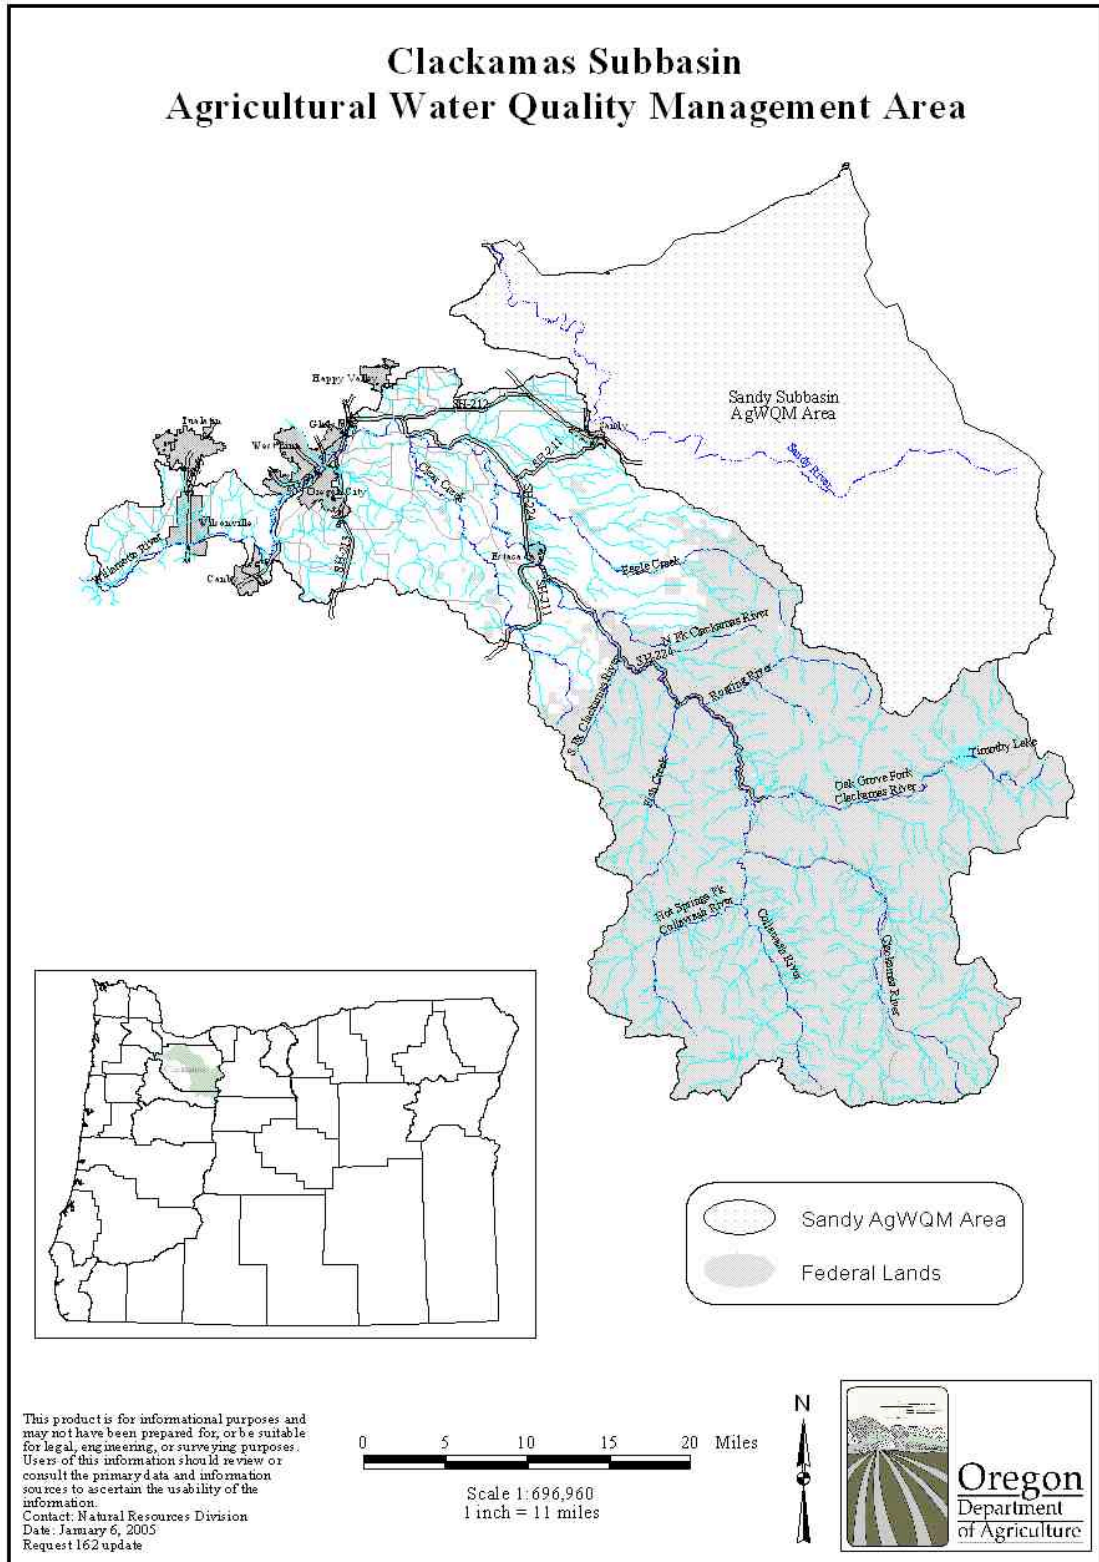 Clackamas Subbasin
Agricultural Water Quality Management Area
Sandy Subbasin
AgWQM Area
Sandy River
Happy Valley
SH-212
Sandy
SH-211
West Linn
Oregon City
Clear Creek
SH-224
Wilsonville
Willamette River
SH-213
Canby
Eagle Creek
SH-211
N Fk Clackamas River
SH-224
Roaring River
S Fk Clackamas River
Fish Creek
Timothy Lake
Oak Grove Fork
Clackamas River
Hot Springs Fk
Collawash River
Collawash River
Clackamas River
Sandy AgWQM Area
Federal Lands
This product is for informational purposes and
may not have been prepared for, or be suitable
for legal, engineering, or surveying purposes.
Users of this information should review or
consult the primary data and information
sources to ascertain the usability of the
information.
Contact: Natural Resources Division
Date: January 6, 2005
Request 162 update
0 5 10 15 20 Miles
Scale 1:696,960
1 inch = 11 miles
N
Oregon
Department
of Agriculture